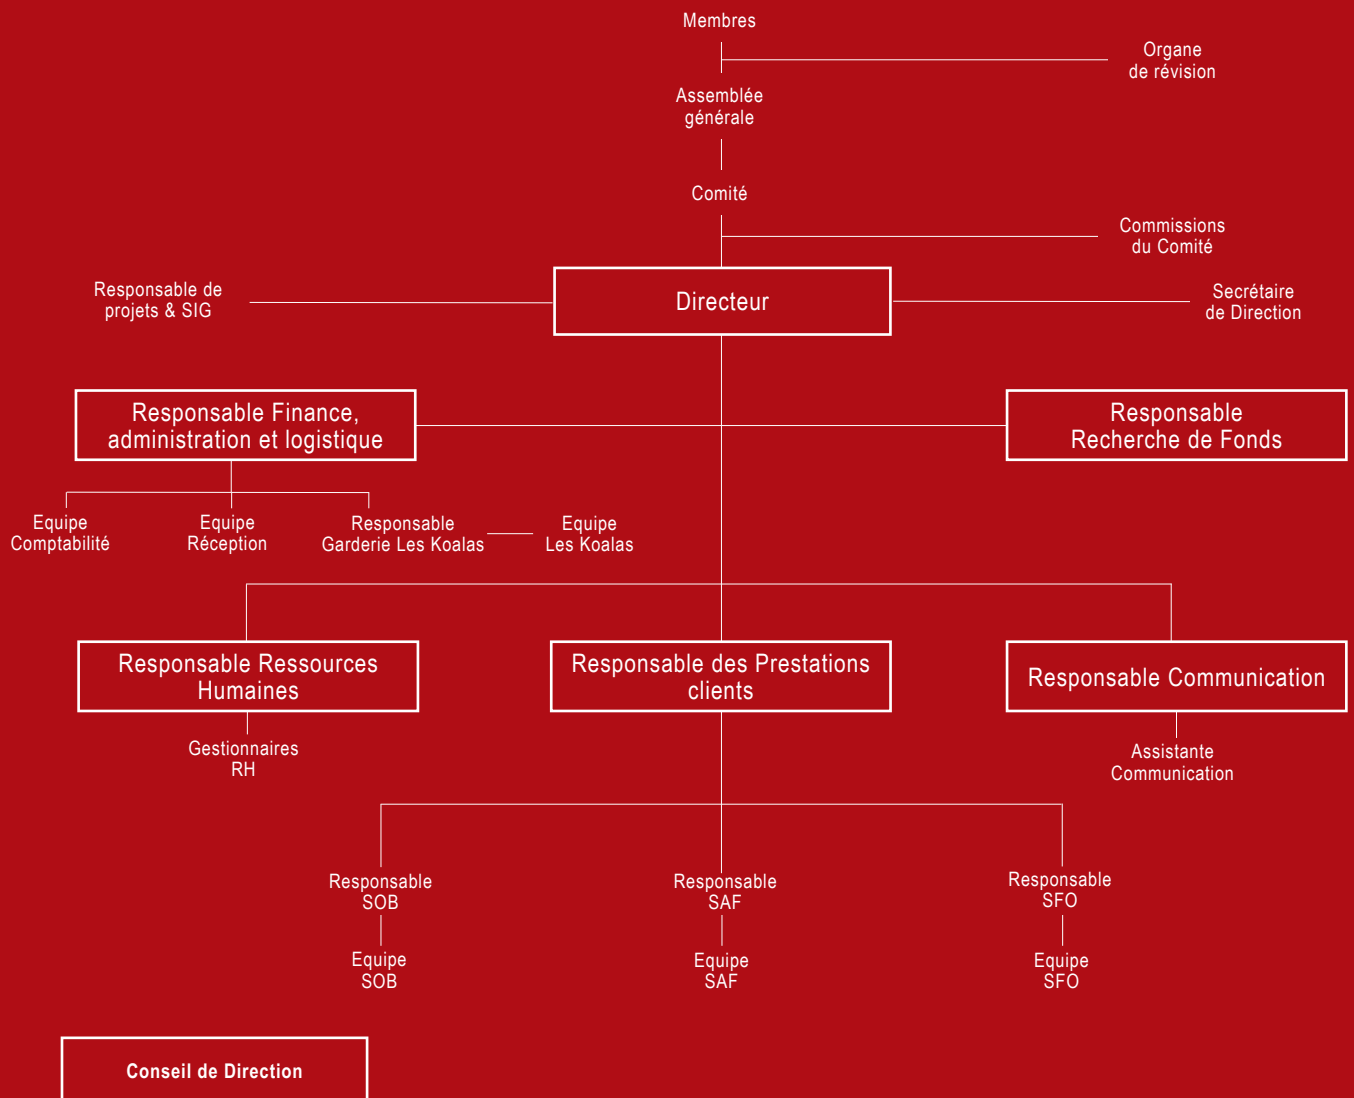 Membres
Organe
de révision
Assemblée
générale
Comité
Commissions
du Comité
Responsable de
projets & SIG
Directeur
Secrétaire
de Direction
Responsable Finance,
administration et logistique
Responsable
Recherche de Fonds
Equipe
Comptabilité
Equipe
Réception
Responsable
Garderie Les Koalas
Equipe
Les Koalas
Responsable Ressources
Humaines
Responsable des Prestations
clients
Responsable Communication
Gestionnaires
RH
Assistante
Communication
Responsable
SOB
Responsable
SAF
Responsable
SFO
Equipe
SOB
Equipe
SAF
Equipe
SFO
Conseil de Direction